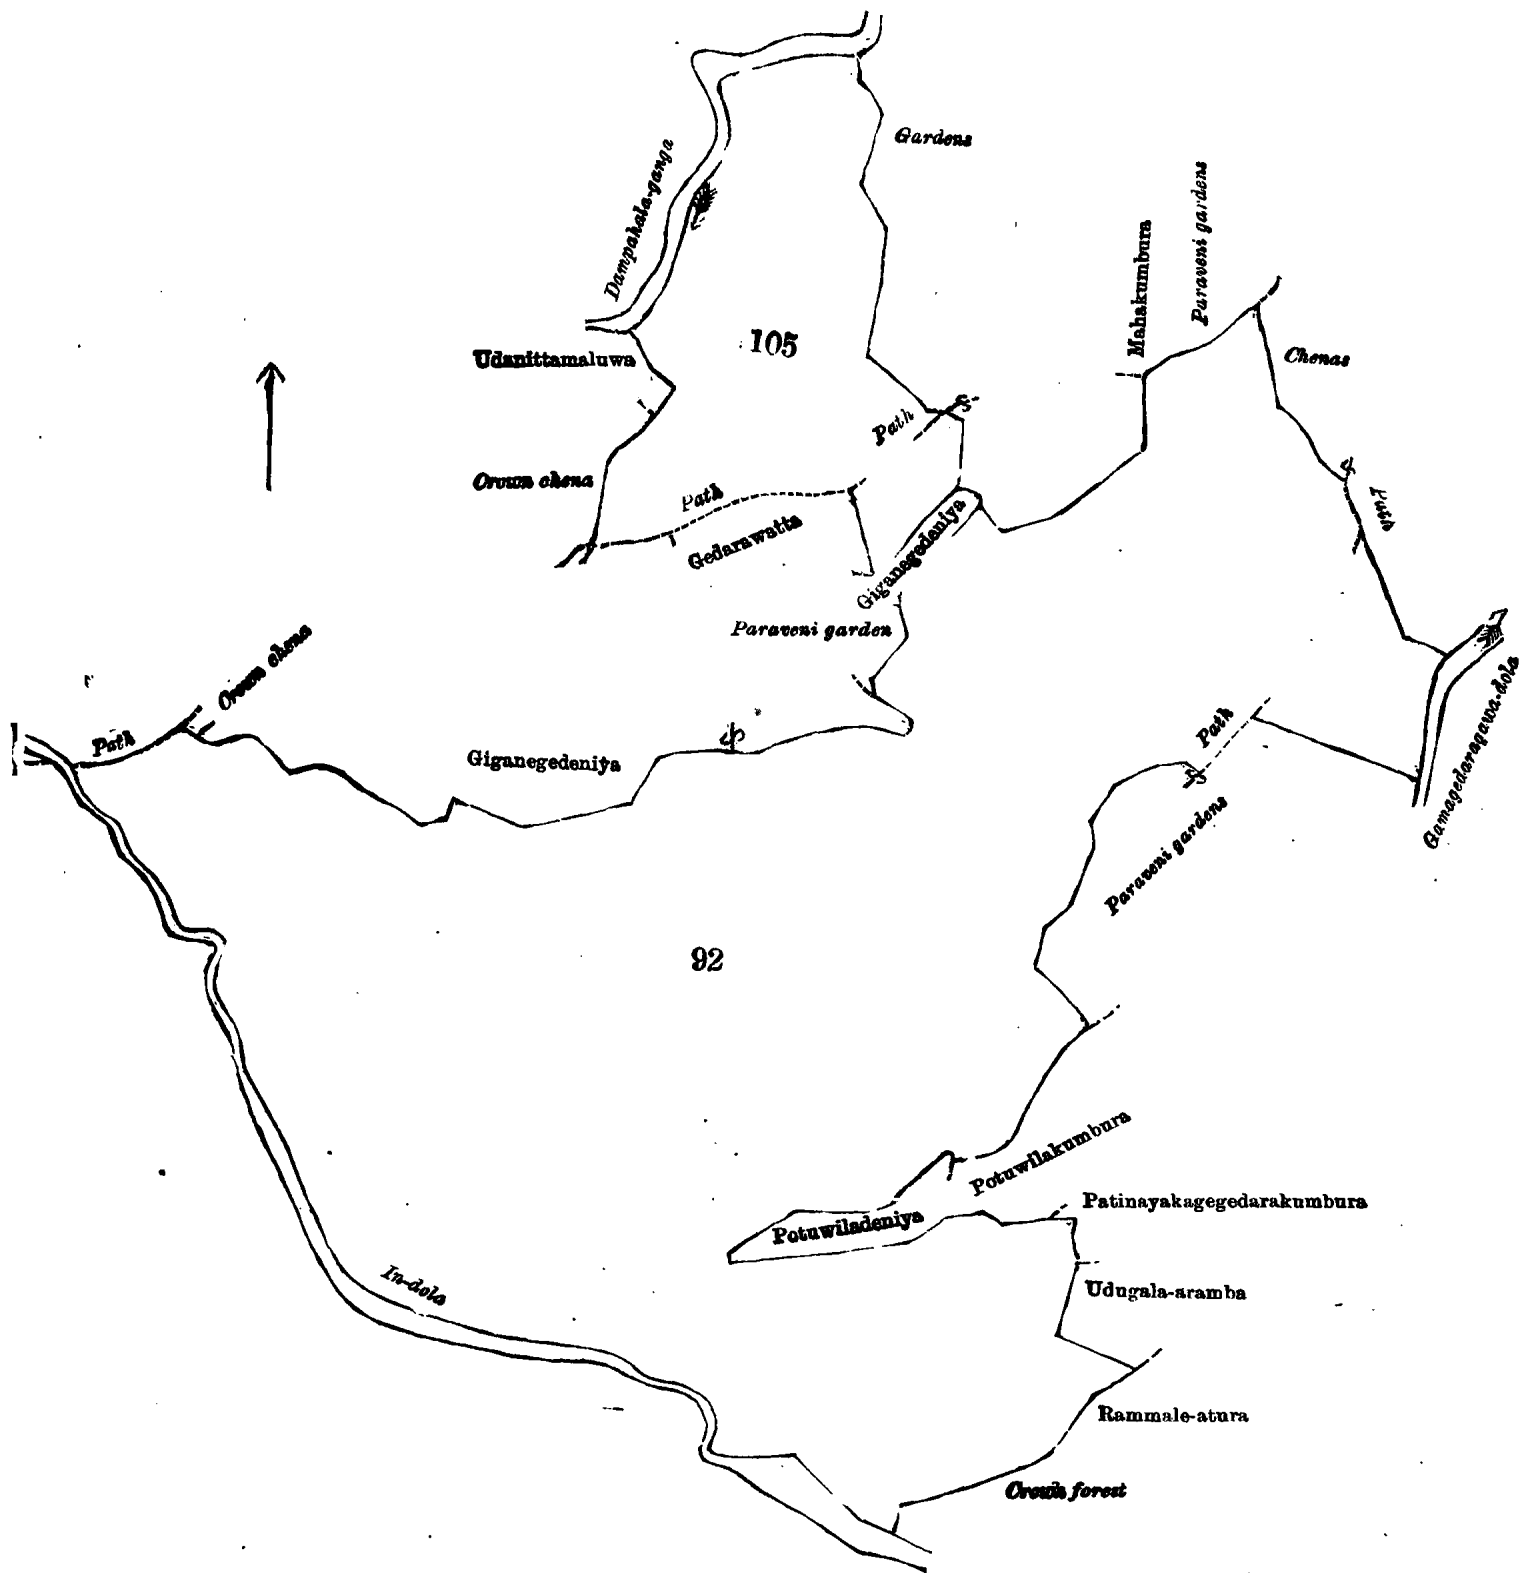 Gardens
Dampahala-ganga
Mahakumbura
Paraveni gardens
105
Udanittamaluwa
Chenas
Path
Crown chena
Path
Path
Gedarawatta
Giganegedeniya
Paraveni garden
Crown chena
Path
Giganegedeniya
Path
Gamagedaragawa-dola
Paraveni gardens
92
Potuwilakumbura
Patinayakagegedarakumbura
Potuwiladeniya
In-dola
Udugala-aramba
Rammale-atura
Crown forest